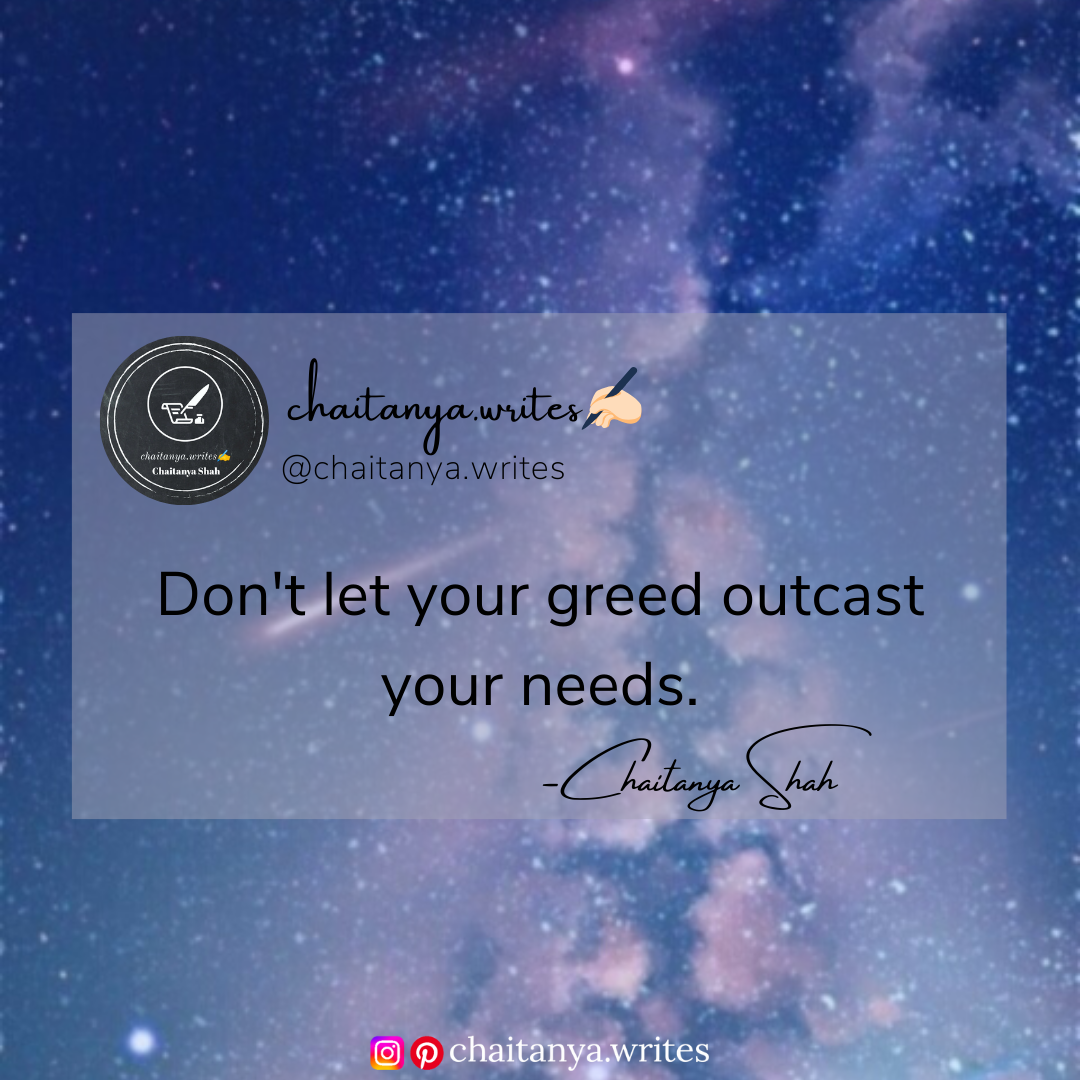 chaitanya.writes✍🏻
@chaitanya.writes
chaitanya.writes✍
Chaitanya Shah
Don't let your greed outcast
your needs.
-Chaitanya Shah
chaitanya.writes